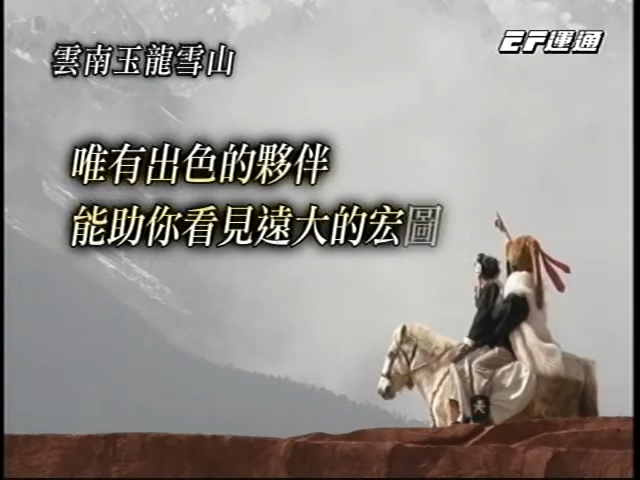 雲南玉龍雪山
EF運通
唯有出色的夥伴
能助你看見遠大的宏圖